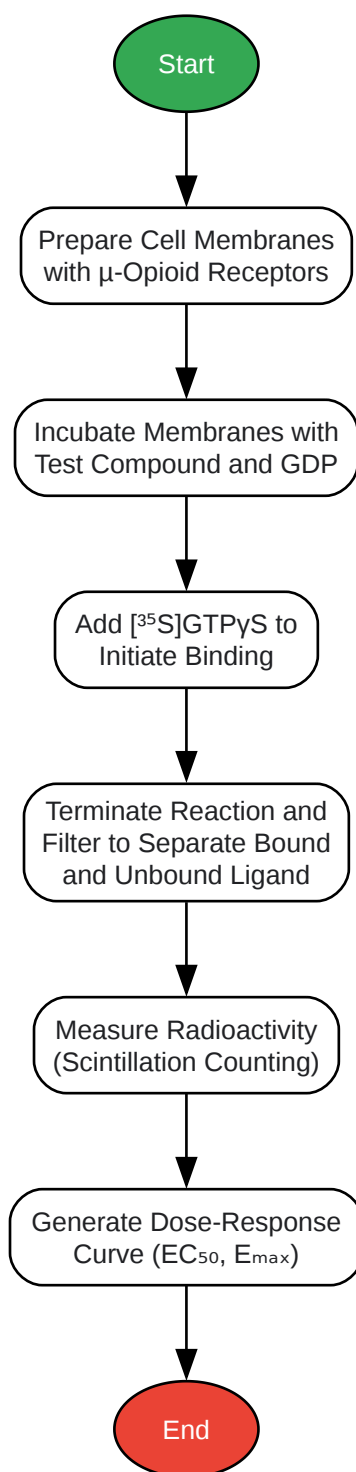 Start
Prepare Cell Membranes
with µ-Opioid Receptors
Incubate Membranes with
Test Compound and GDP
Add [³⁵S]GTPγS to
Initiate Binding
Terminate Reaction and
Filter to Separate Bound
and Unbound Ligand
Measure Radioactivity
(Scintillation Counting)
Generate Dose-Response
Curve (EC₅₀, Eₘₐₓ)
End